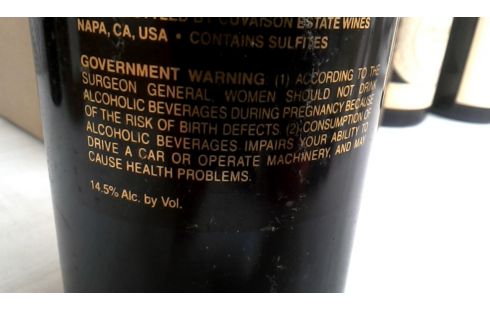 BY CUVAISON ESTATE WINES
NAPA, CA, USA • CONTAINS SULFITES
GOVERNMENT WARNING: (1) ACCORDING TO THE
SURGEON GENERAL, WOMEN SHOULD NOT DRINK
ALCOHOLIC BEVERAGES DURING PREGNANCY BECAUSE
OF THE RISK OF BIRTH DEFECTS. (2) CONSUMPTION OF
ALCOHOLIC BEVERAGES IMPAIRS YOUR ABILITY TO
DRIVE A CAR OR OPERATE MACHINERY, AND MAY
CAUSE HEALTH PROBLEMS.
14.5% Alc. by Vol.